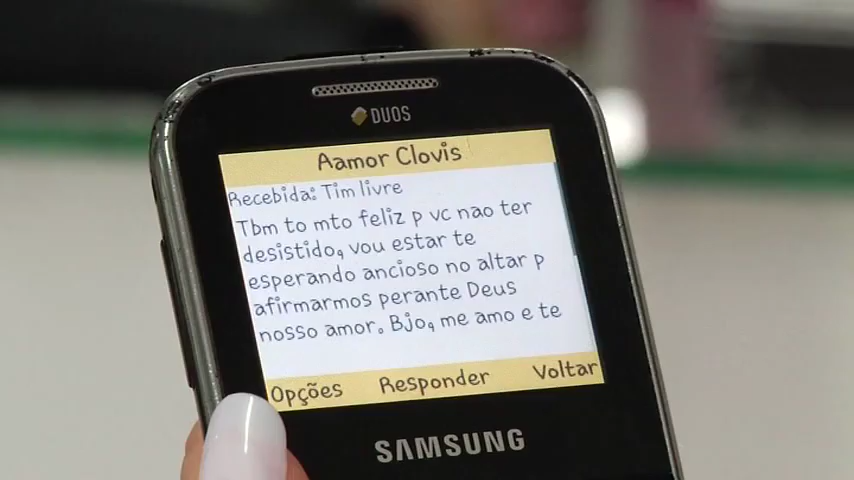 DUOS
Aamor Clovis
Recebida: Tim livre
Tbm to mto feliz p vc nao ter
desistido, vou estar te
esperando ancioso no altar p
afirmarmos perante Deus
nosso amor. Bjo, me amo e te
Opções Responder Voltar
SAMSUNG